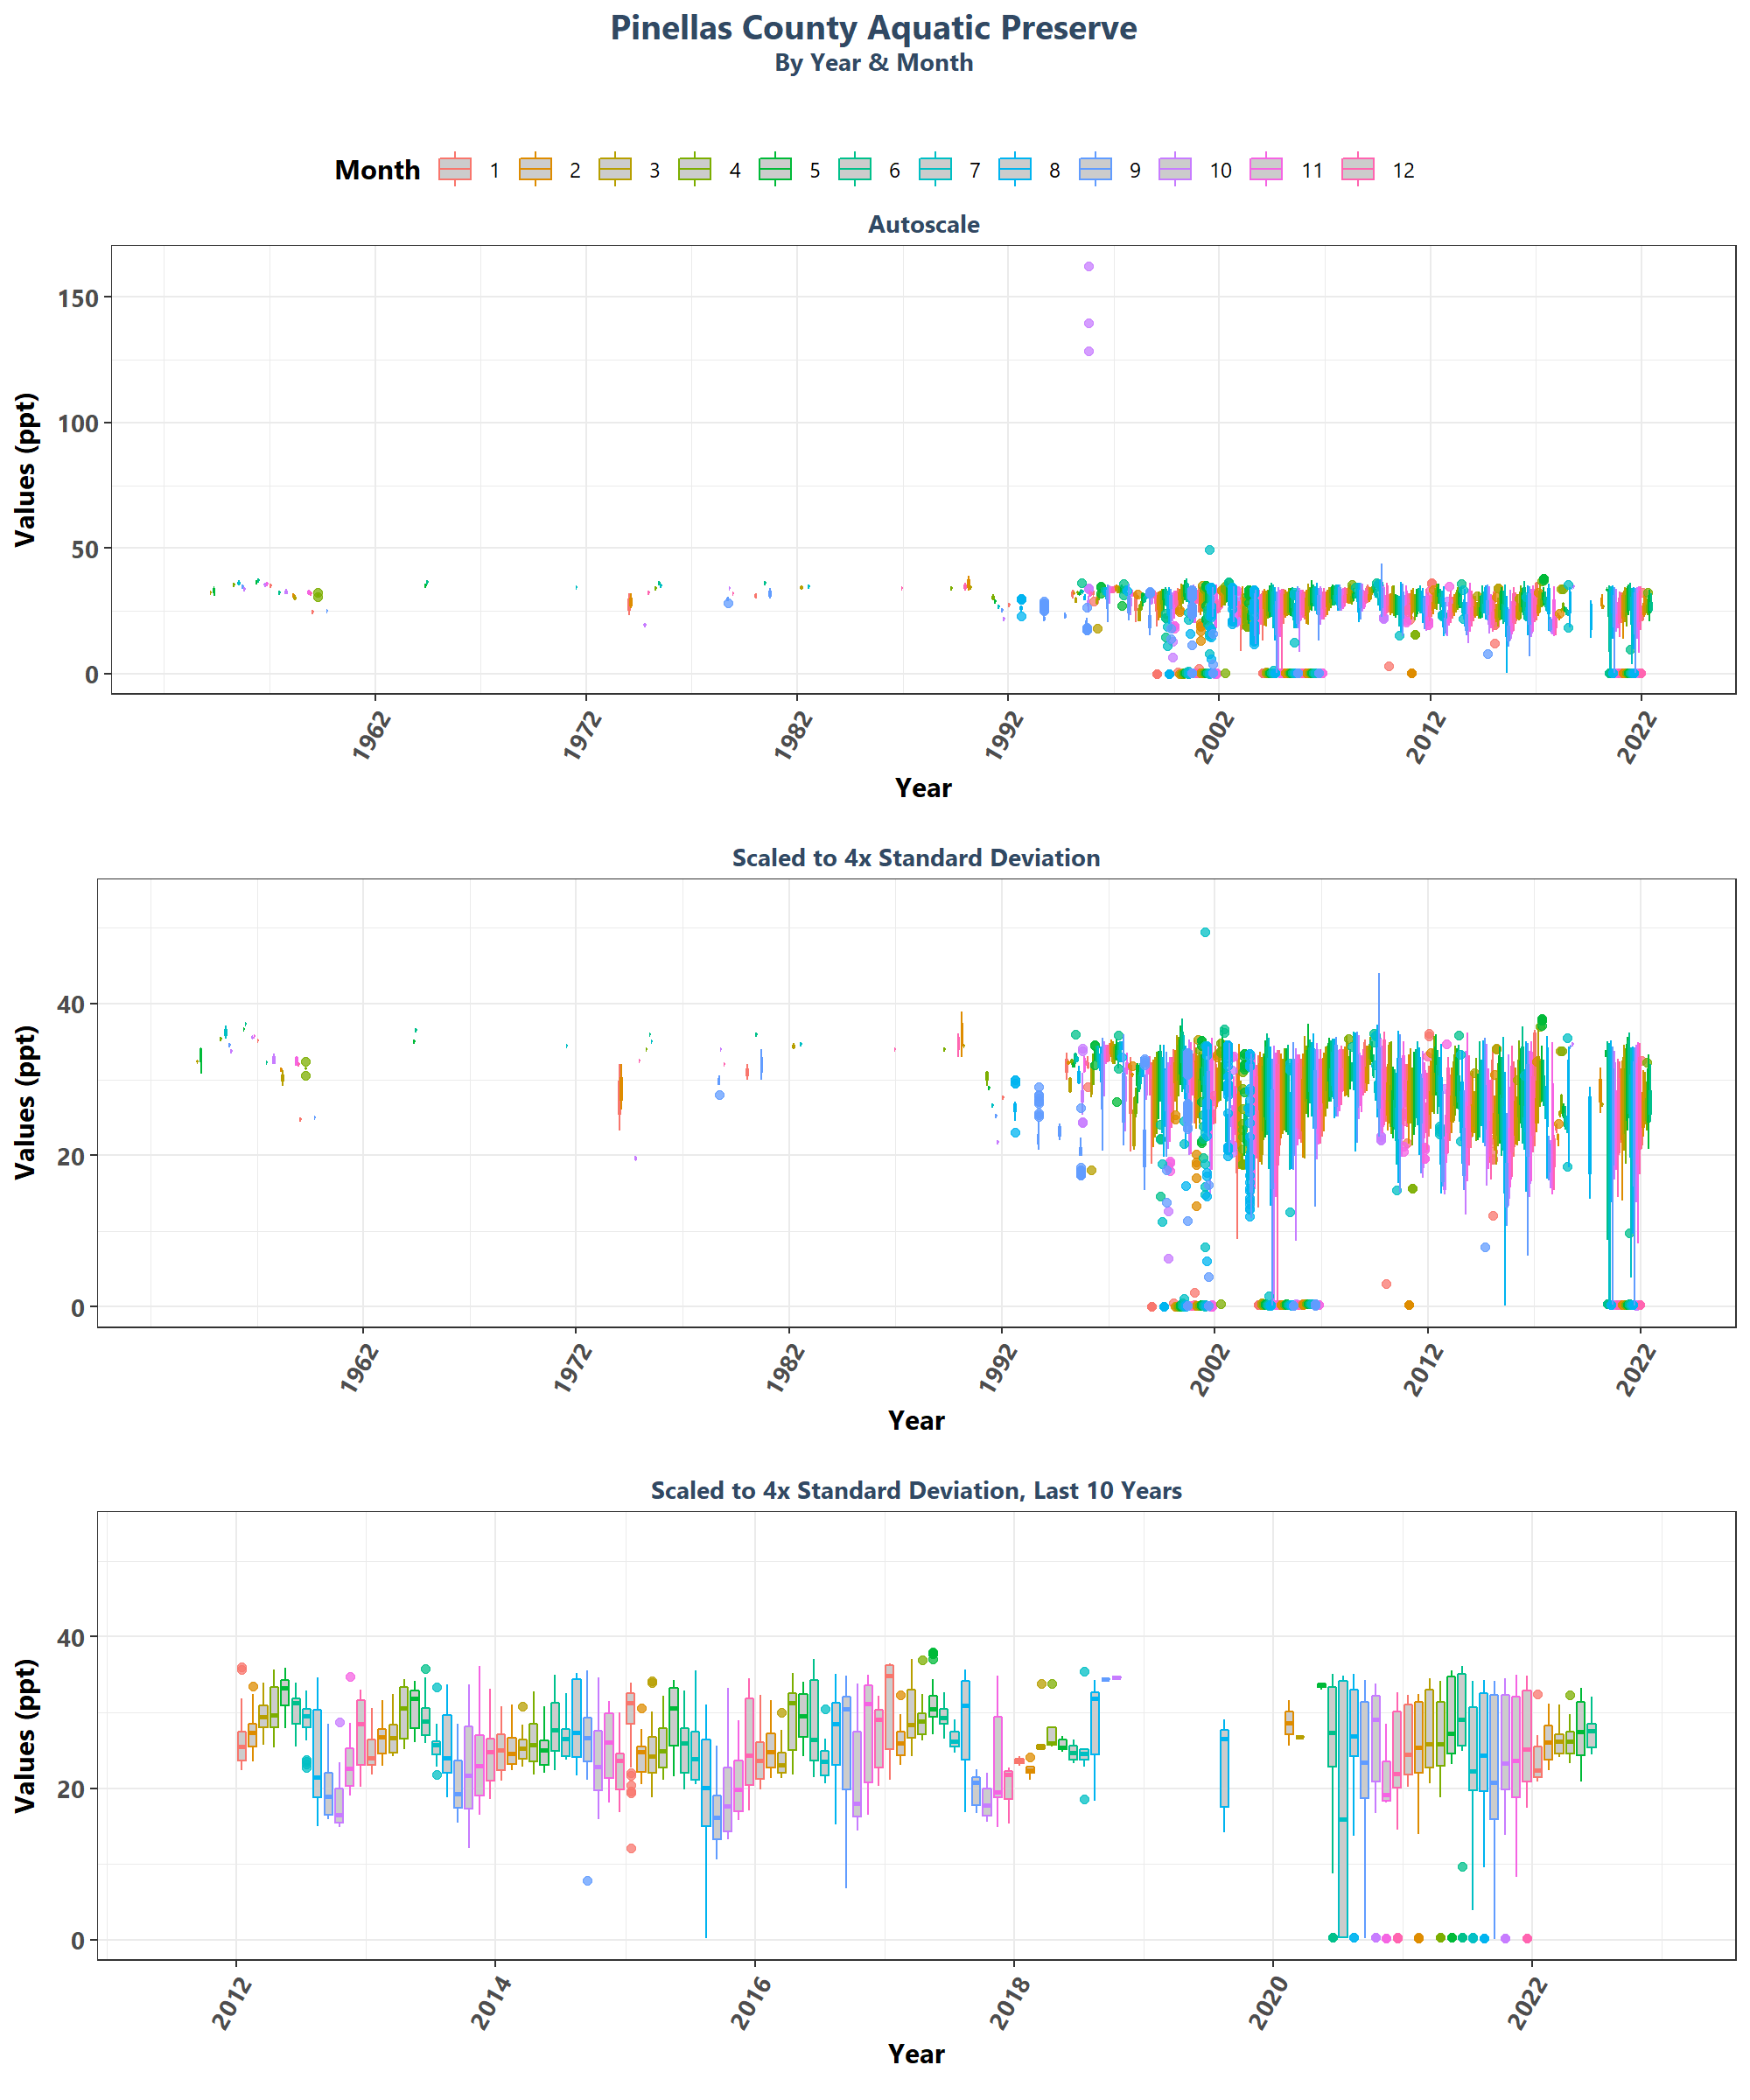 Pinellas County Aquatic Preserve
By Year & Month
Month 1 2 3 4 5 6 7 8 9 10 11 12
Autoscale
Values (ppt)
150
100
50
0
1962 1972 1982 1992 2002 2012 2022
Year
Scaled to 4x Standard Deviation
Values (ppt)
40
20
0
1962 1972 1982 1992 2002 2012 2022
Year
Scaled to 4x Standard Deviation, Last 10 Years
Values (ppt)
40
20
0
2012 2014 2016 2018 2020 2022
Year